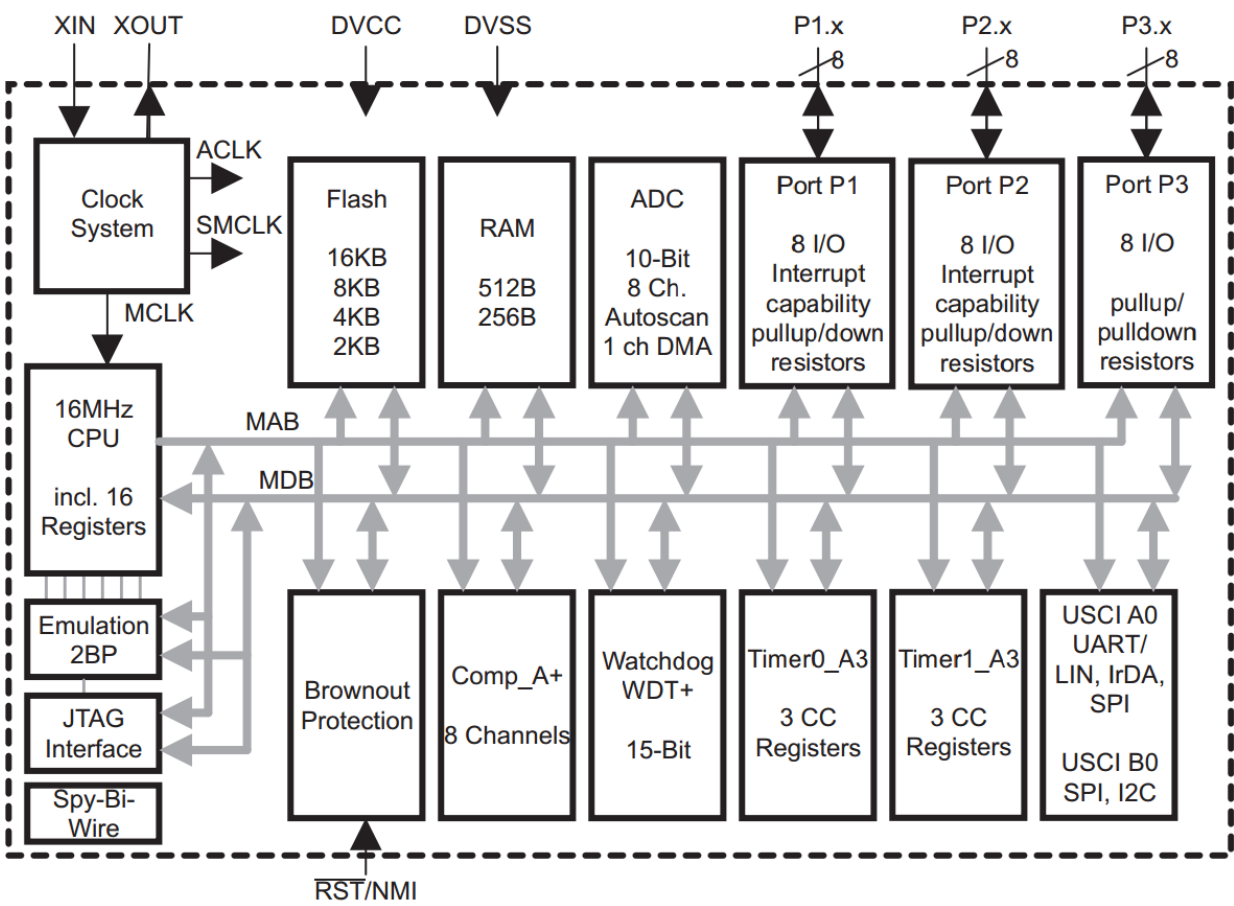 XIN XOUT DVCC DVSS P1.x P2.x P3.x
8 8 8
Clock
System
ACLK
SMCLK
MCLK
Flash
16KB
8KB
4KB
2KB
RAM
512B
256B
ADC
10-Bit
8 Ch.
Autoscan
1 ch DMA
Port P1
8 I/O
Interrupt
capability
pullup/down
resistors
Port P2
8 I/O
Interrupt
capability
pullup/down
resistors
Port P3
8 I/O
pullup/
pulldown
resistors
16MHz
CPU
incl. 16
Registers
MAB
MDB
Emulation
2BP
JTAG
Interface
Spy-Bi-
Wire
Brownout
Protection
Comp_A+
8 Channels
Watchdog
WDT+
15-Bit
Timer0_A3
3 CC
Registers
Timer1_A3
3 CC
Registers
USCI A0
UART/
LIN, IrDA,
SPI
USCI B0
SPI, I2C
RST/NMI